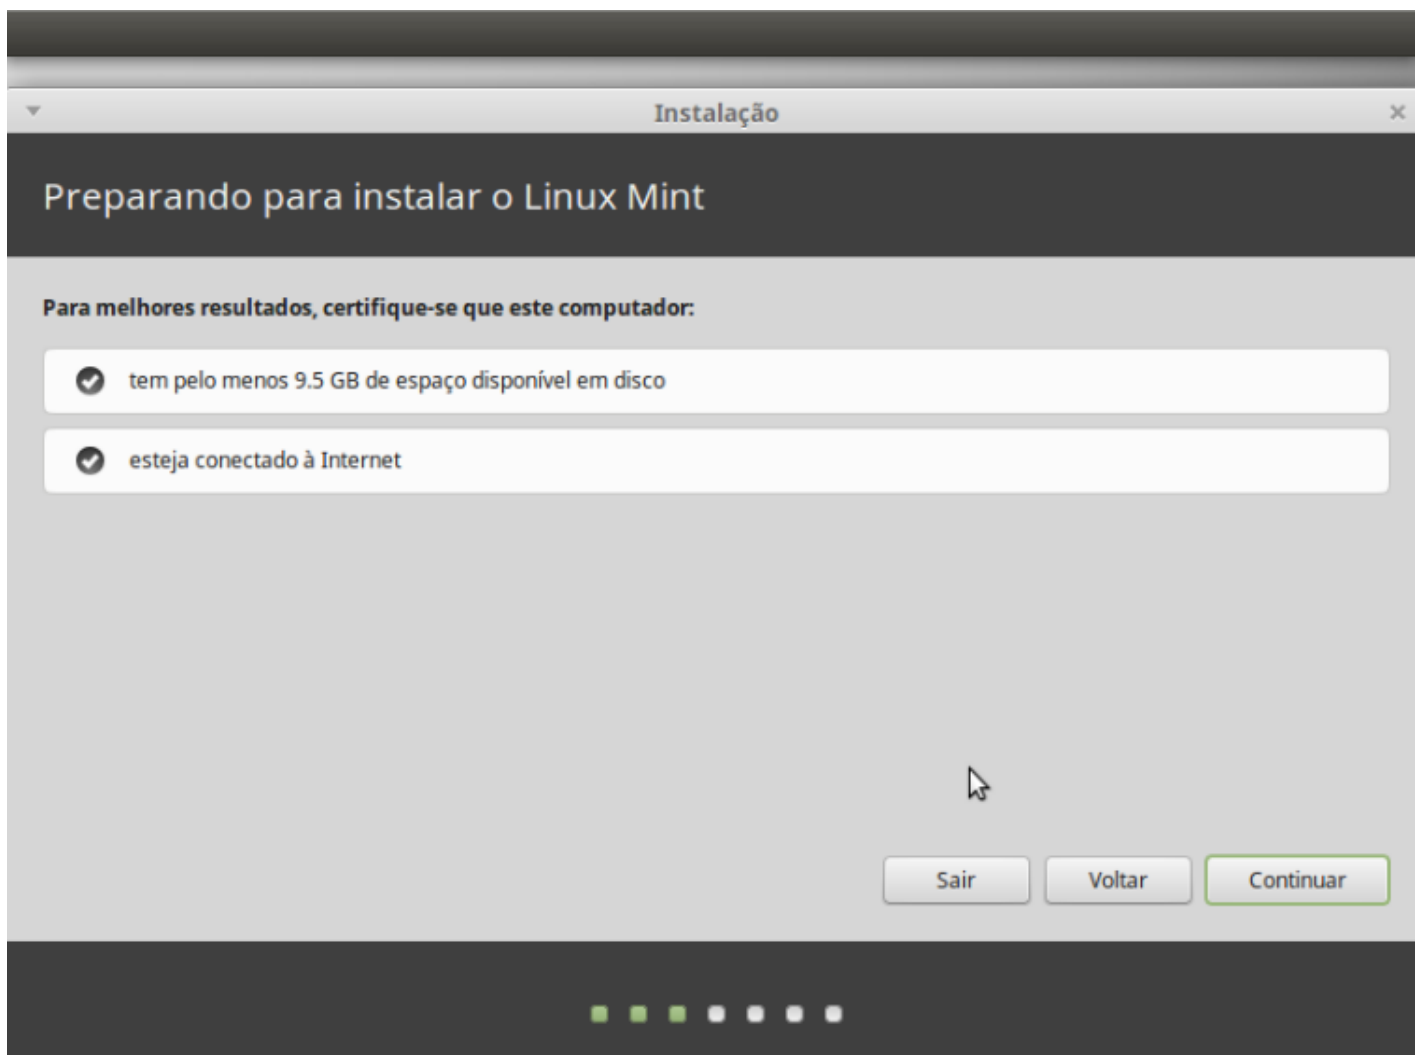 Instalação
Preparando para instalar o Linux Mint
Para melhores resultados, certifique-se que este computador:
tem pelo menos 9.5 GB de espaço disponível em disco
esteja conectado à Internet
Sair
Voltar
Continuar